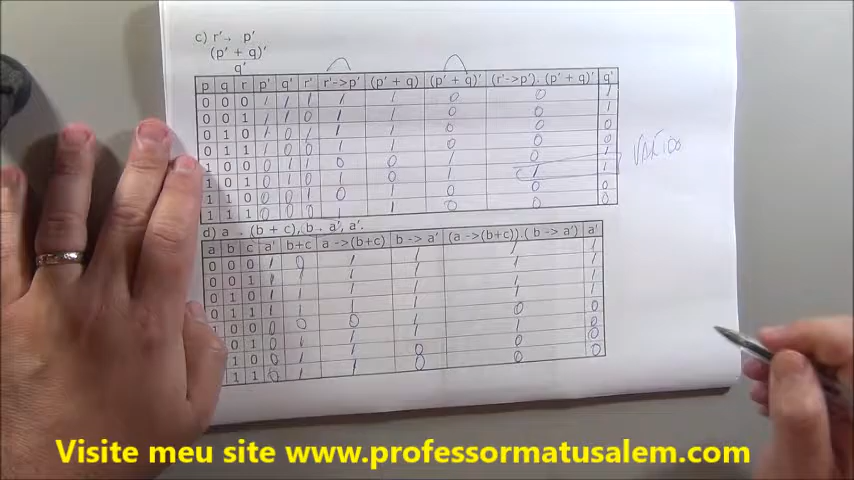 c) r'→ p'
(p' + q)'
q'
p q r p' q' r' r'->p' (p' + q) (p' + q)' (r'->p'). (p' + q)' q'
0 0 0 1 1 1 1 1 0 0 1
0 0 1 1 1 0 1 1 0 0 1
0 1 0 1 0 1 1 1 0 0 0
0 1 1 1 0 0 1 1 0 0 0
1 0 0 0 1 1 0 0 1 0 1
1 0 1 0 1 0 1 0 1 1 1
1 1 0 0 0 1 0 1 0 0 0
1 1 1 0 0 0 1 1 0 0 0
VÁLIDO
d) a → (b + c), b → a', a'.
a b c a' b+c a ->(b+c) b -> a' (a ->(b+c)).( b -> a') a'
0 0 0 1 0 1 1 1 1
0 0 1 1 1 1 1 1 1
0 1 0 1 1 1 1 1 1
0 1 1 1 1 1 1 1 1
0 0 0 0 0 1 0 0
0 1 0 1 1 1 1 0
1 0 0 1 1 0 0 0
1 1 0 1 1 0 0 0
Visite meu site www.professormatusalem.com